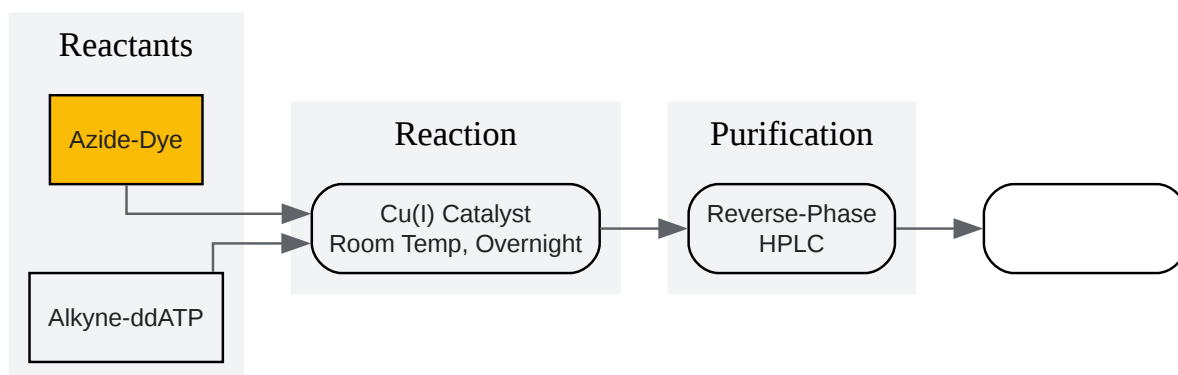 Reactants
Azide-Dye
Alkyne-ddATP
Reaction
Cu(I) Catalyst
Room Temp, Overnight
Purification
Reverse-Phase
HPLC